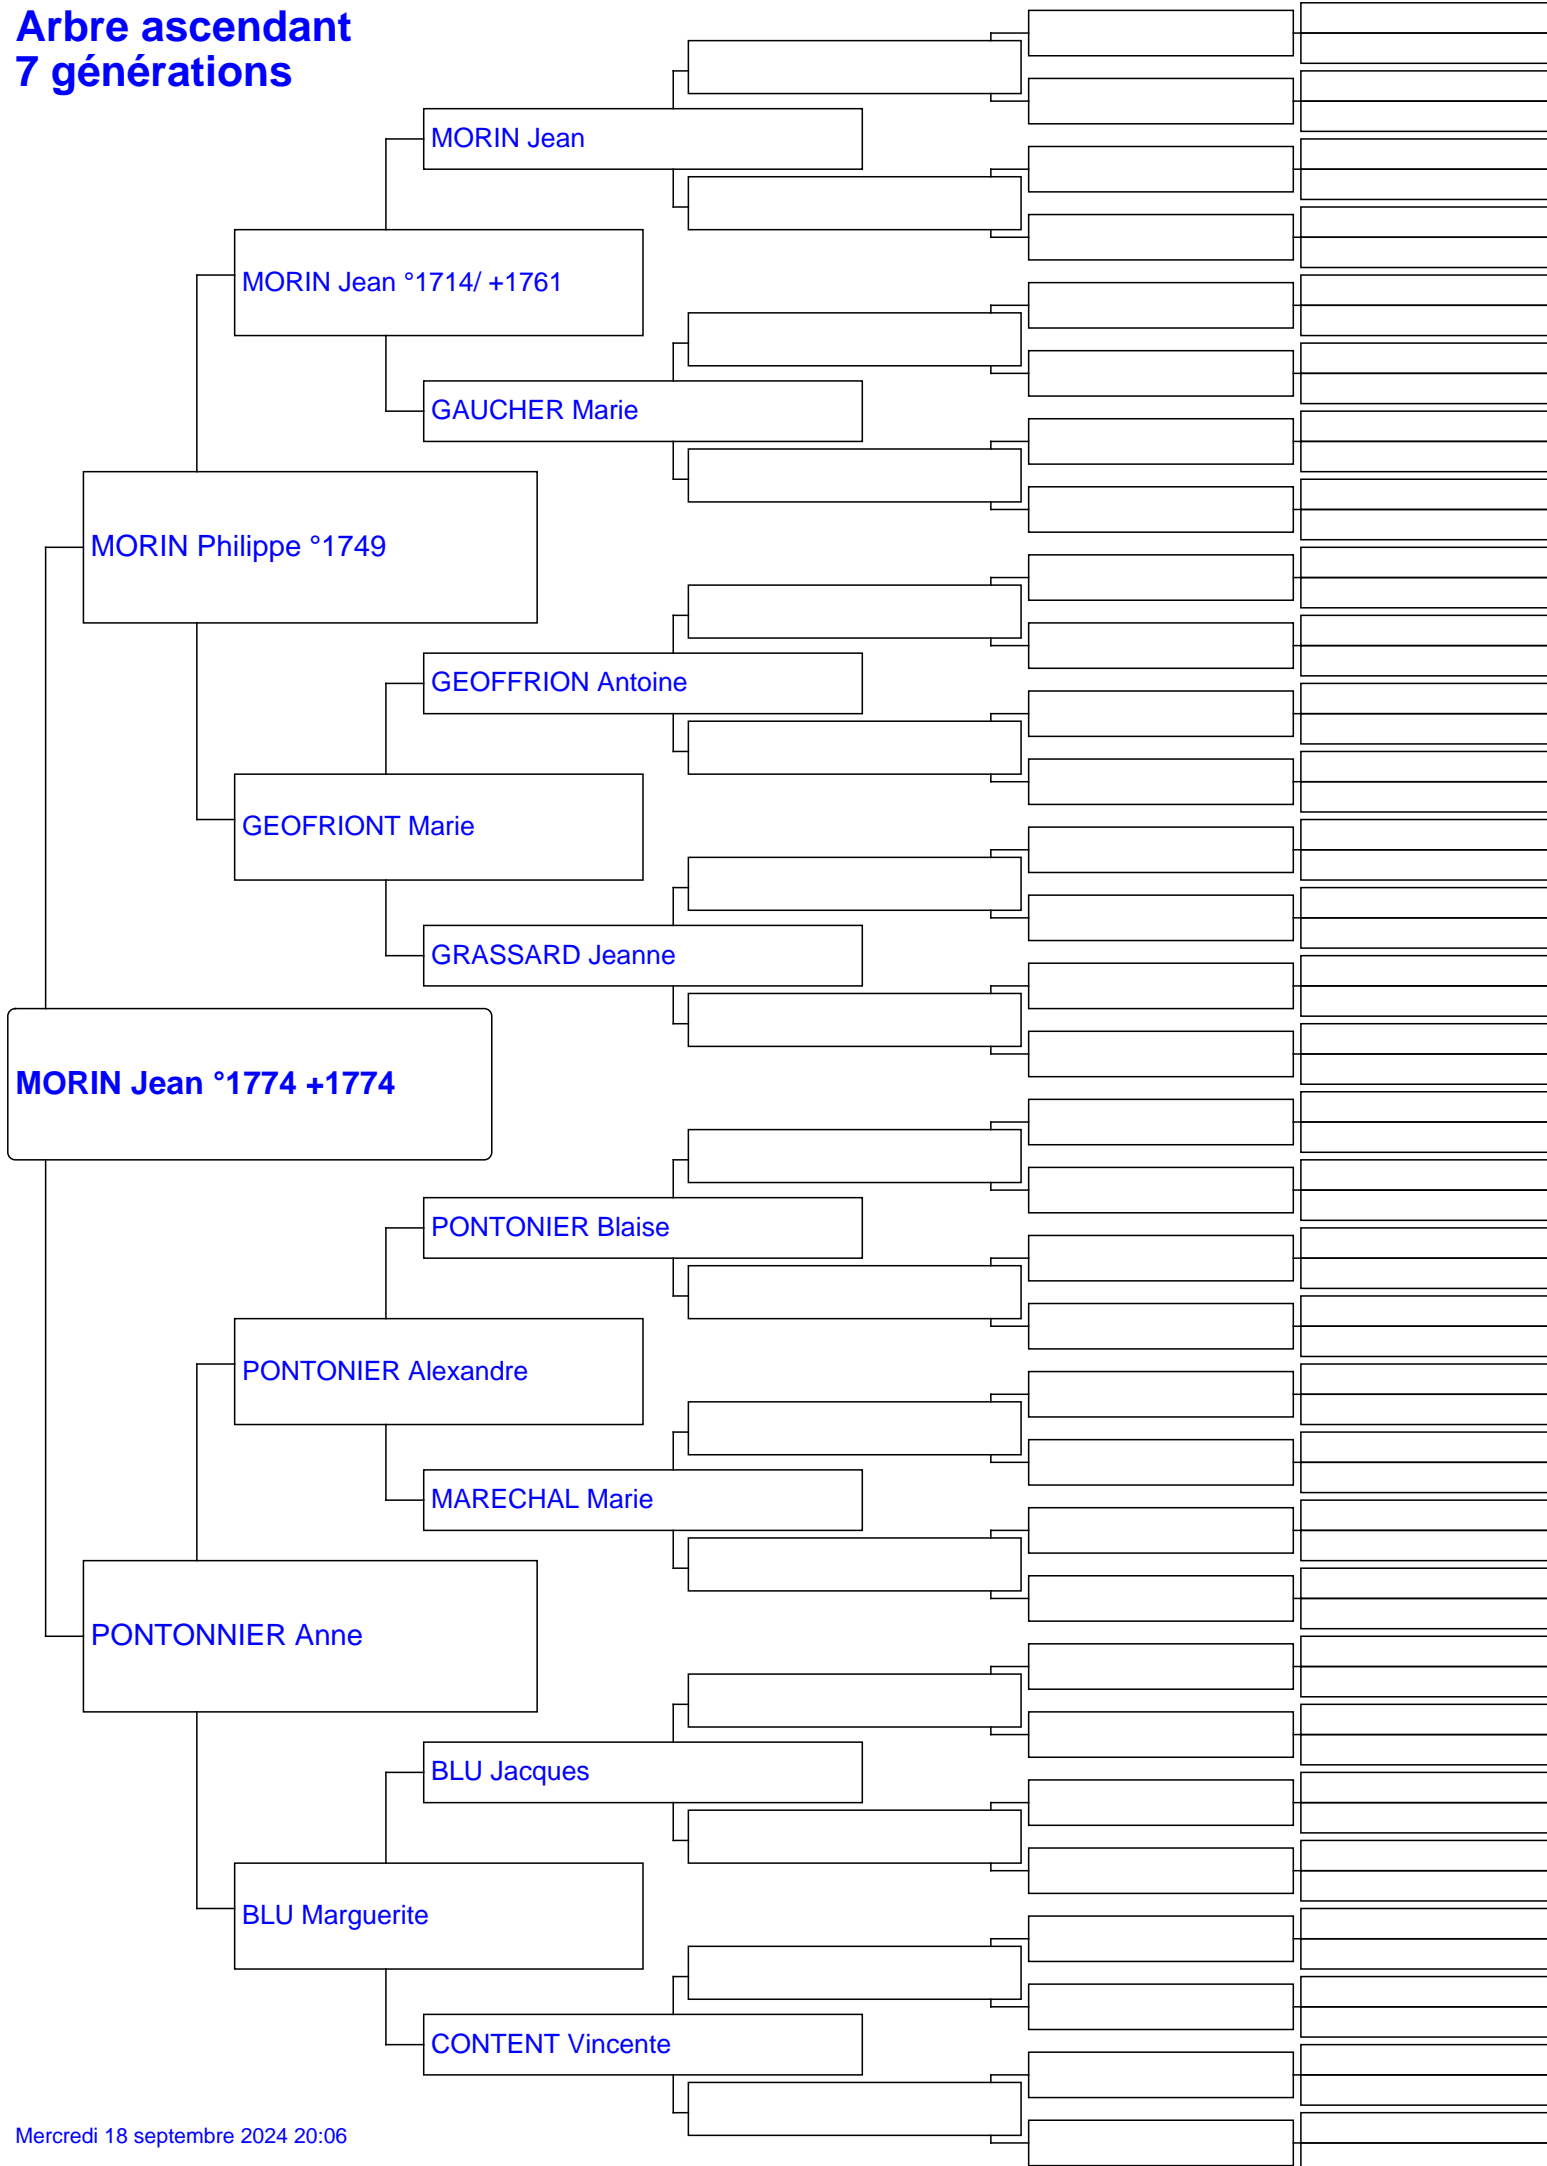 Arbre ascendant
7 générations
MORIN Jean
MORIN Jean °1714/ +1761
GAUCHER Marie
MORIN Philippe °1749
GEOFFRION Antoine
GEOFRIONT Marie
GRASSARD Jeanne
MORIN Jean °1774 +1774
PONTONIER Blaise
PONTONIER Alexandre
MARECHAL Marie
PONTONNIER Anne
BLU Jacques
BLU Marguerite
CONTENT Vincente
Mercredi 18 septembre 2024 20:06